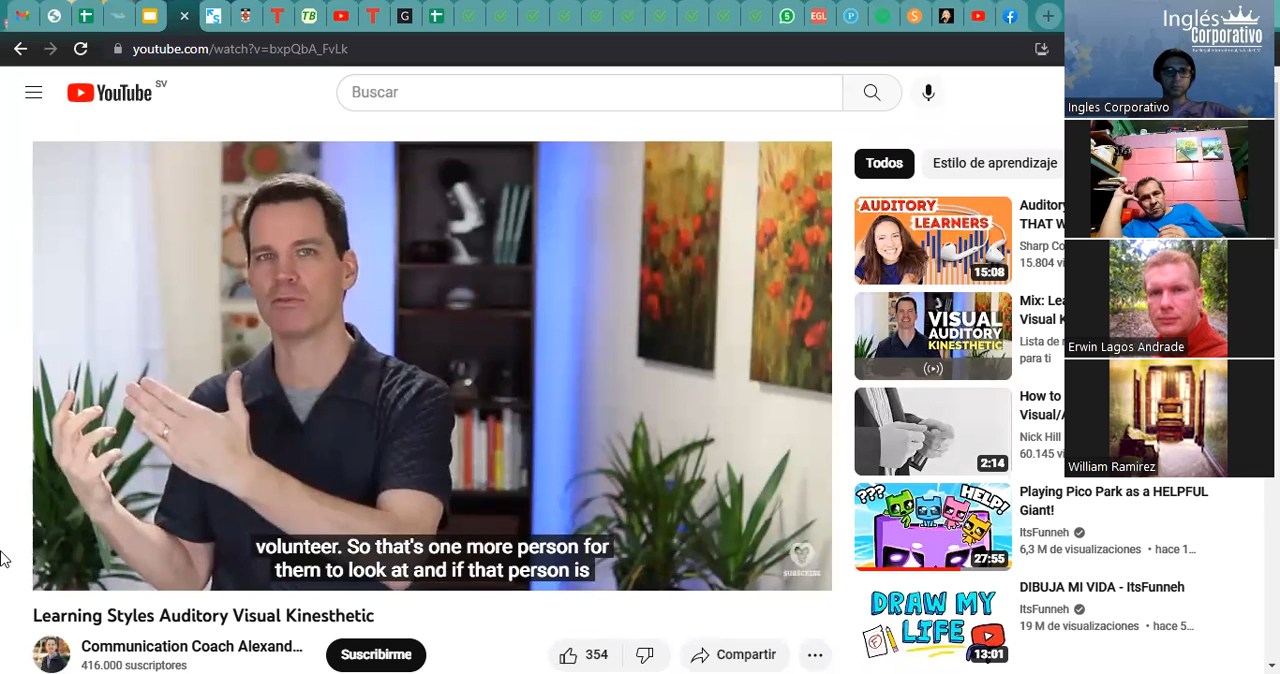 youtube.com/watch?v=bxpQbA_FvLk
YouTube SV
Buscar
volunteer. So that's one more person for
them to look at and if that person is
SUBSCRIBE
Learning Styles Auditory Visual Kinesthetic
Communication Coach Alexand...
416.000 suscriptores
Suscribirme
354
Compartir
Todos
Estilo de aprendizaje
AUDITORY
LEARNERS
15:08
Auditory
THAT W
Sharp Co
15.804 vi
VISUAL
AUDITORY
KINESTHETIC
Mix: Lea
Visual K
Lista de r
para ti
2:14
How to
Visual/A
Nick Hill
60.145 vi
??? HELP!
27:55
Playing Pico Park as a HELPFUL
Giant!
ItsFunneh
6,3 M de visualizaciones • hace 1...
DRAW MY
LIFE
13:01
DIBUJA MI VIDA - ItsFunneh
ItsFunneh
19 M de visualizaciones • hace 5...
Inglés
Corporativo
Ingles Corporativo
Erwin Lagos Andrade
William Ramirez